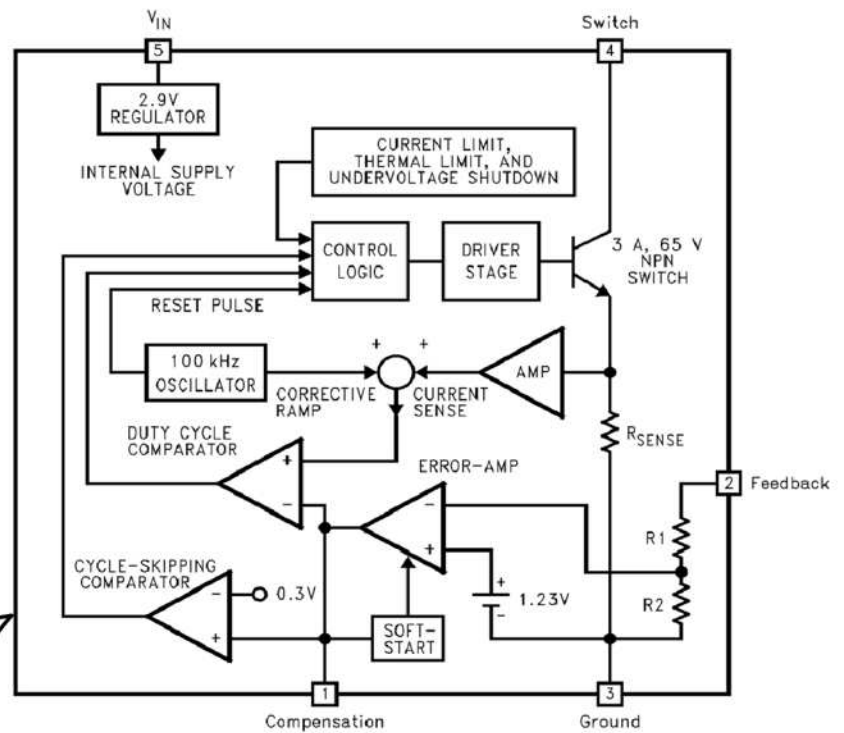 VIN
Switch
5
4
2.9V
REGULATOR
INTERNAL SUPPLY
VOLTAGE
CURRENT LIMIT,
THERMAL LIMIT, AND
UNDERVOLTAGE SHUTDOWN
CONTROL
LOGIC
DRIVER
STAGE
3 A, 65 V
NPN
SWITCH
RESET PULSE
100 kHz
OSCILLATOR
+
+
AMP
CORRECTIVE
RAMP
CURRENT
SENSE
RSENSE
DUTY CYCLE
COMPARATOR
+
−
ERROR-AMP
−
+
2
Feedback
R1
R2
CYCLE-SKIPPING
COMPARATOR
−
0.3V
+
SOFT-
START
+
1.23V
−
1
3
Compensation
Ground